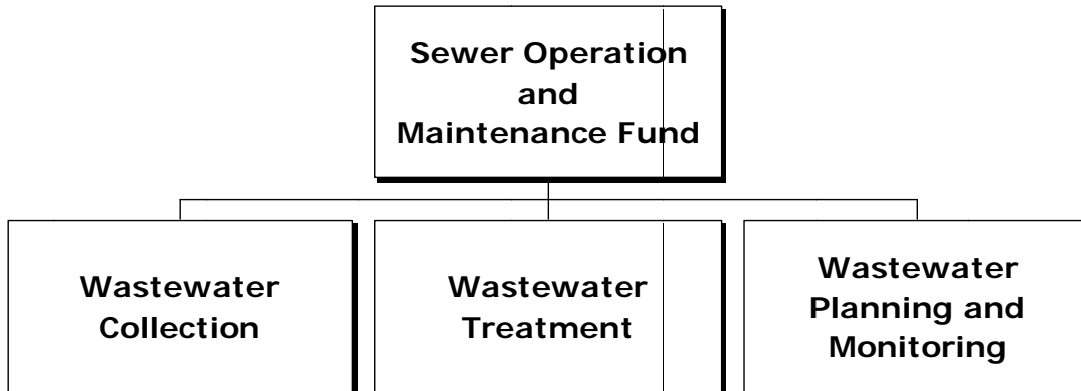 Sewer Operation
and
Maintenance Fund
Wastewater
Collection
Wastewater
Treatment
Wastewater
Planning and
Monitoring